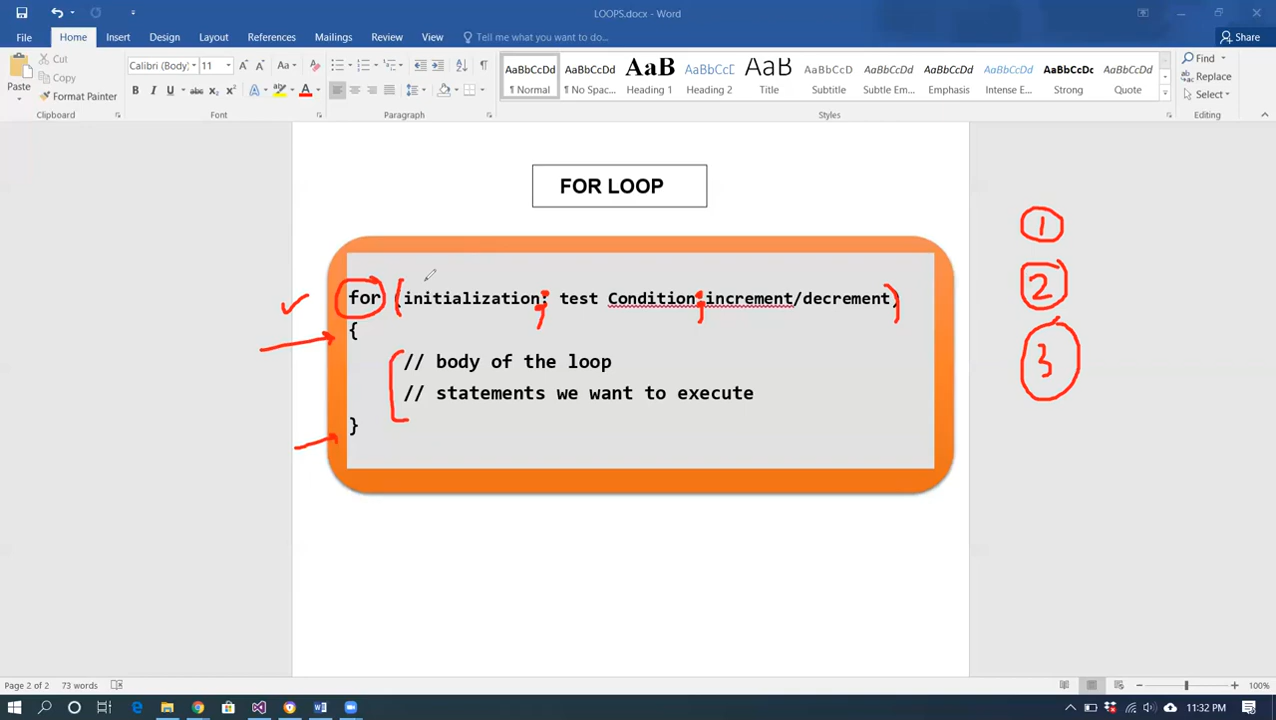 LOOPS.docx - Word
File Home Insert Design Layout References Mailings Review View Tell me what you want to do... Share
Paste Cut Copy Format Painter Clipboard
Calibri (Body) 11 Font
Paragraph
AaBbCcDd AaBbCcDd AaB AaBbCcD AaB AaBbCcD AaBbCcDd AaBbCcDd AaBbCcDd AaBbCcDd AaBbCcDd
¶ Normal ¶ No Spac... Heading 1 Heading 2 Title Subtitle Subtle Em... Emphasis Intense E... Strong Quote
Styles
Find Replace Select Editing
FOR LOOP
for (initialization; test Condition;increment/decrement)
{
// body of the loop
// statements we want to execute
}
1
2
3
Page 2 of 2 73 words 100%
11:32 PM